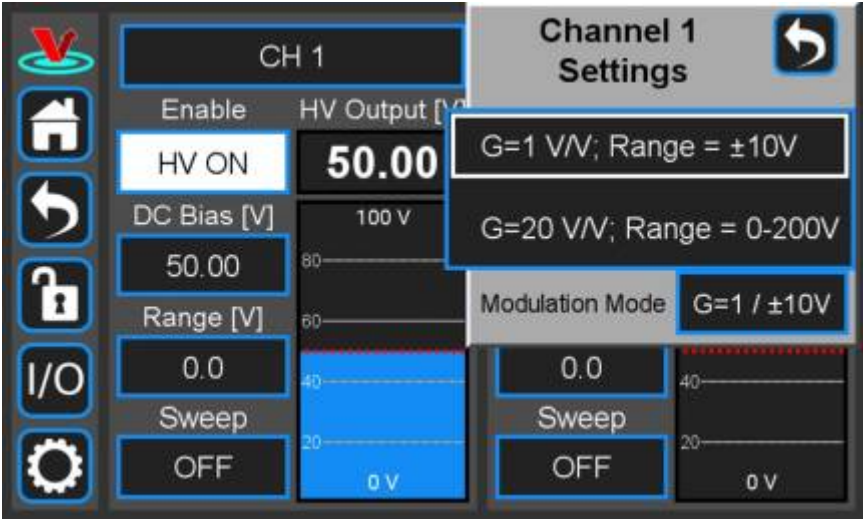 CH 1
Enable
HV Output [V]
HV ON
50.00
DC Bias [V]
50.00
Range [V]
0.0
Sweep
OFF
100 V
80
60
40
20
0 V
Channel 1
Settings
G=1 V/V; Range = ±10V
G=20 V/V; Range = 0-200V
Modulation Mode
G=1 / ±10V
0.0
Sweep
OFF
40
20
0 V
I/O